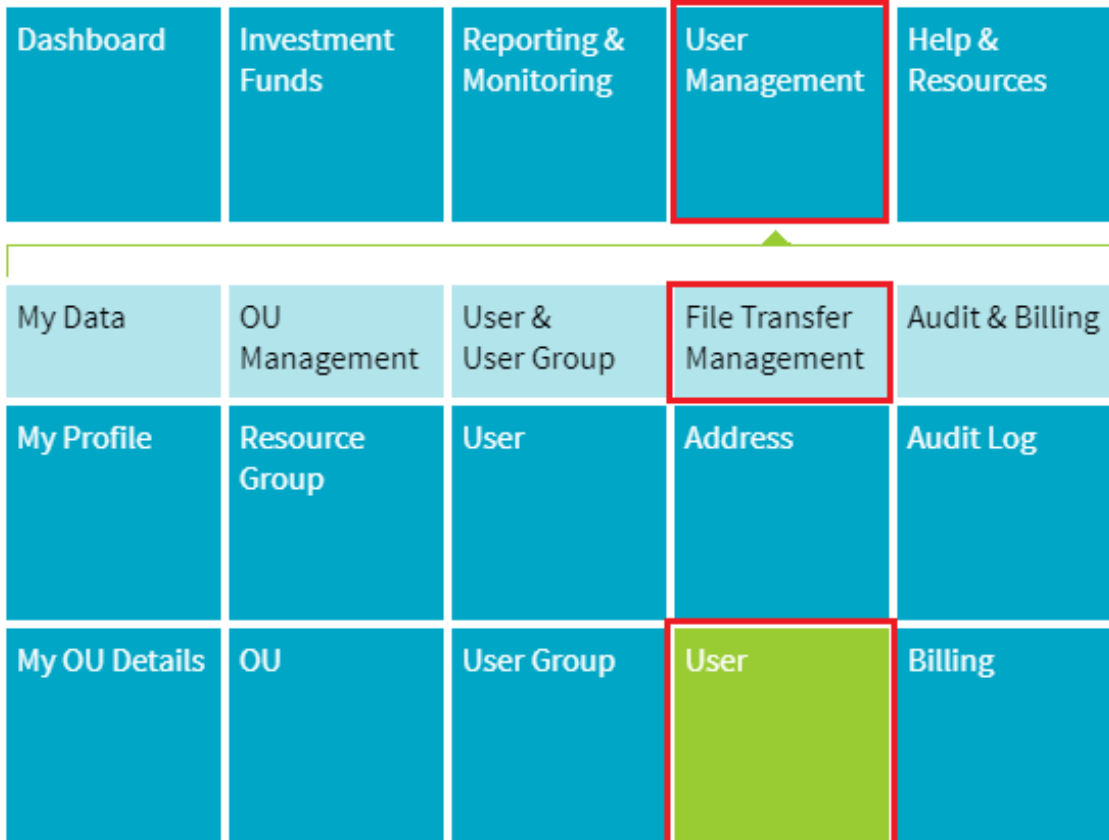 Dashboard
Investment
Funds
Reporting &
Monitoring
User
Management
Help &
Resources
My Data
OU
Management
User &
User Group
File Transfer
Management
Audit & Billing
My Profile
Resource
Group
User
Address
Audit Log
My OU Details
OU
User Group
User
Billing